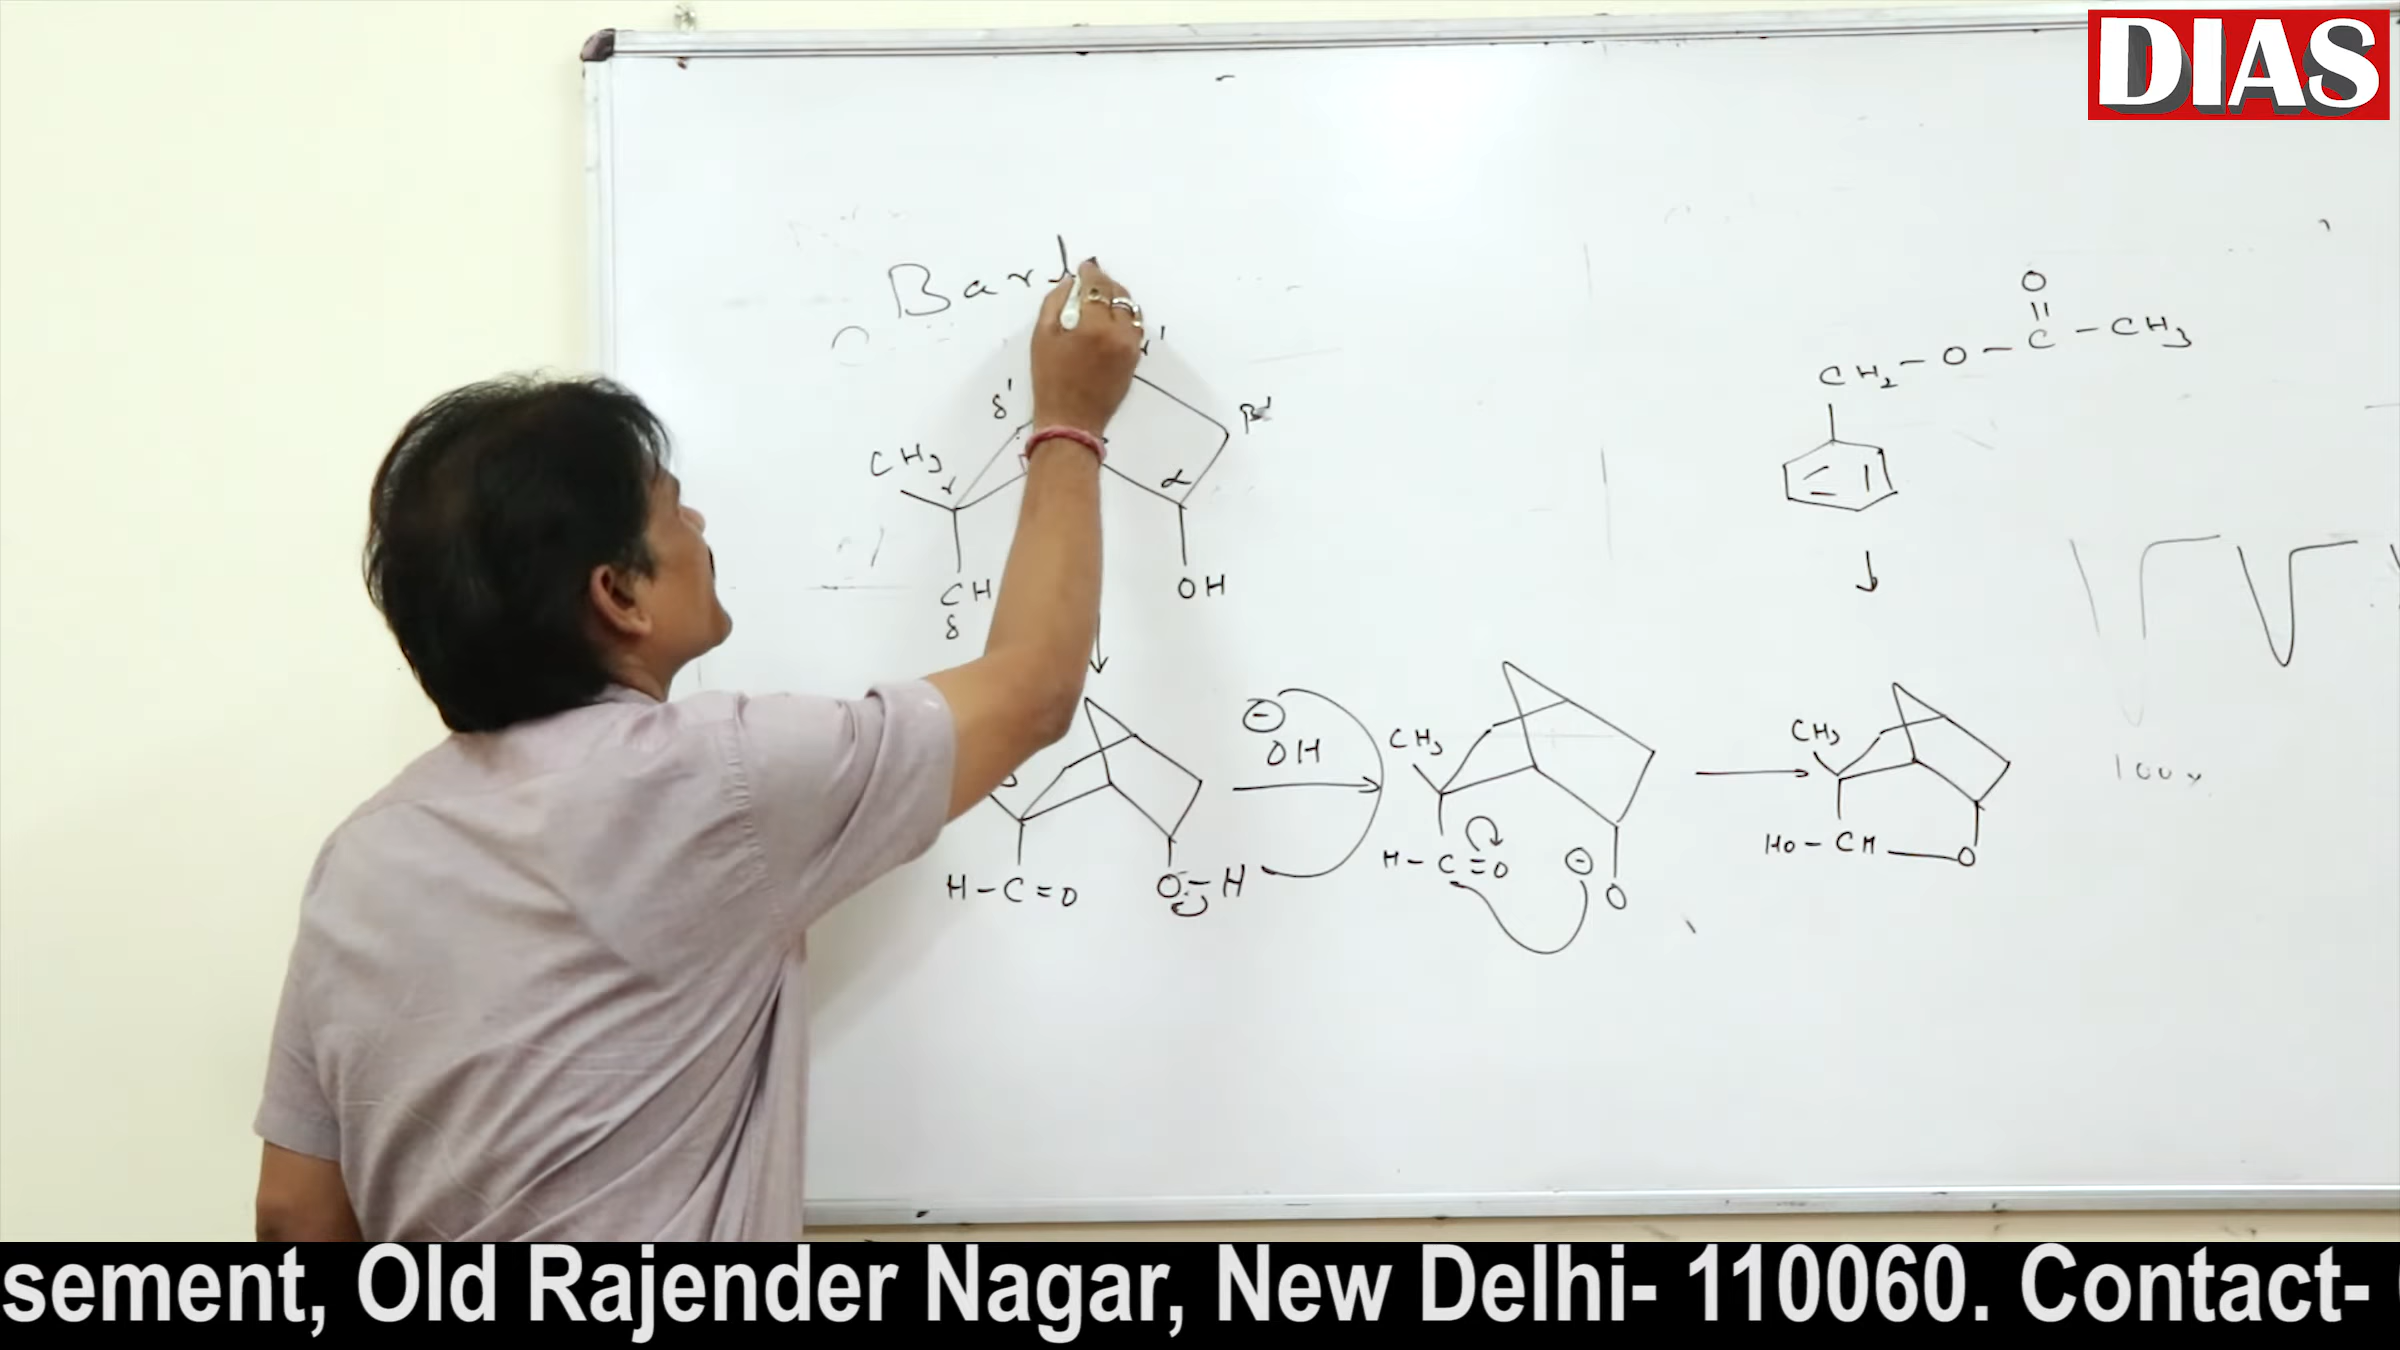 DIAS
Bar
O
||
CH₂ - O - C - CH₃
δ'
β'
CH₃
γ
α
CH
δ
OH
⊖
OH
CH₃
CH₃
100
H - C = O
O - H
H - C = O
⊖
O
HO - CH
O
sement, Old Rajender Nagar, New Delhi- 110060. Contact-